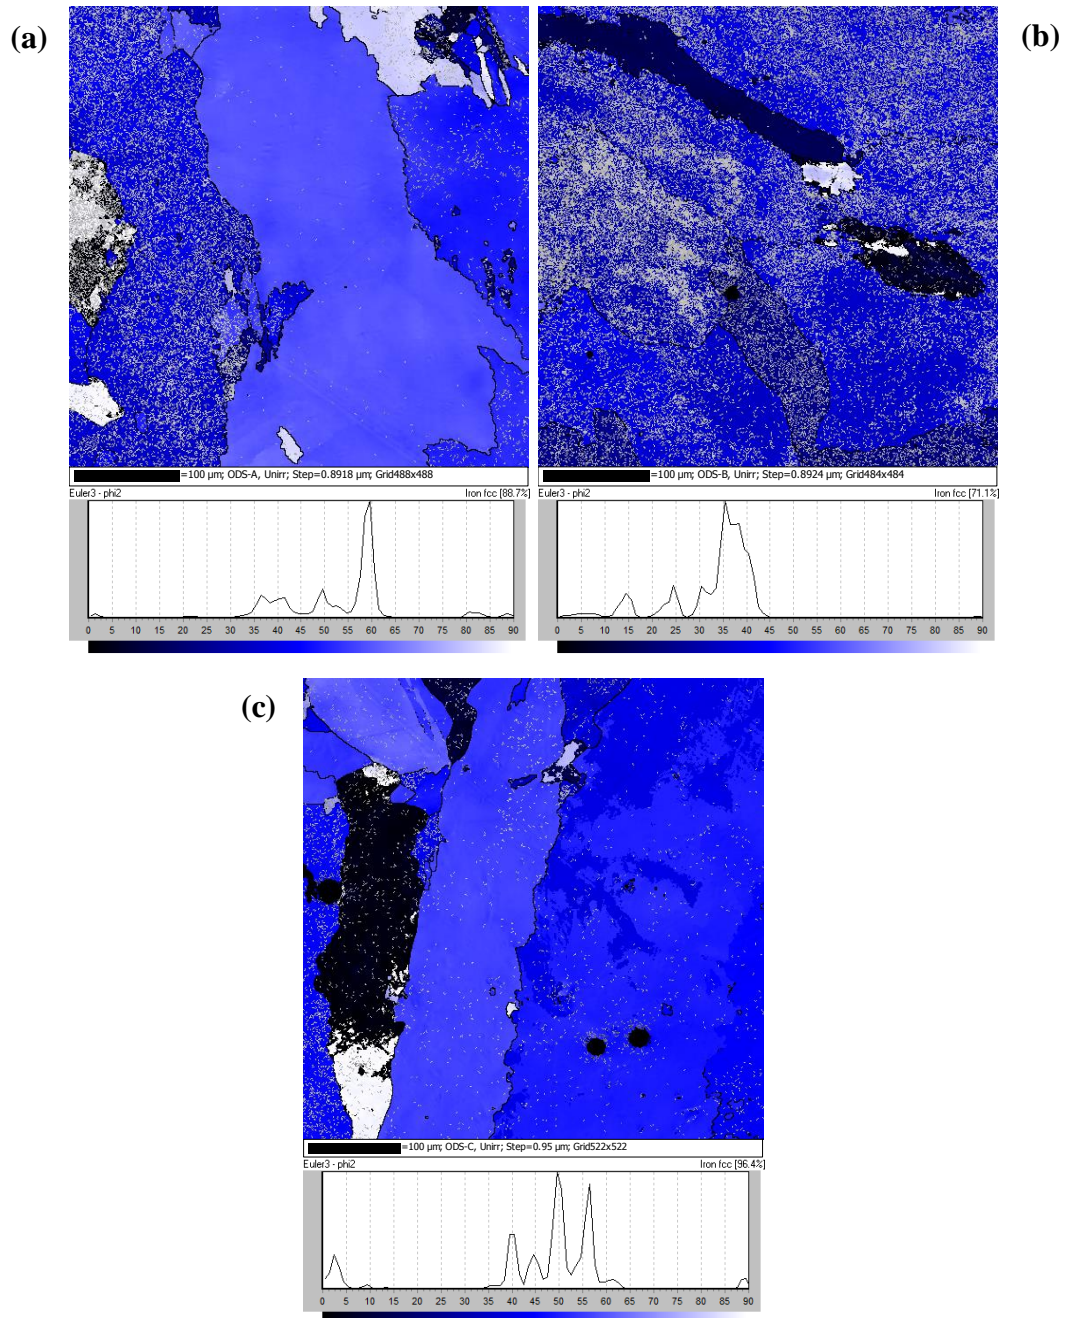 (a)
(b)
=100 µm; ODS-A, Unirr; Step=0.8918 µm; Grid488x488
=100 µm; ODS-B, Unirr; Step=0.8924 µm; Grid484x484
Euler3 - phi2 Iron fcc [88.7%]
Euler3 - phi2 Iron fcc [71.1%]
0 5 10 15 20 25 30 35 40 45 50 55 60 65 70 75 80 85 90
0 5 10 15 20 25 30 35 40 45 50 55 60 65 70 75 80 85 90
(c)
=100 µm; ODS-C, Unirr; Step=0.95 µm; Grid522x522
Euler3 - phi2 Iron fcc [96.4%]
0 5 10 15 20 25 30 35 40 45 50 55 60 65 70 75 80 85 90